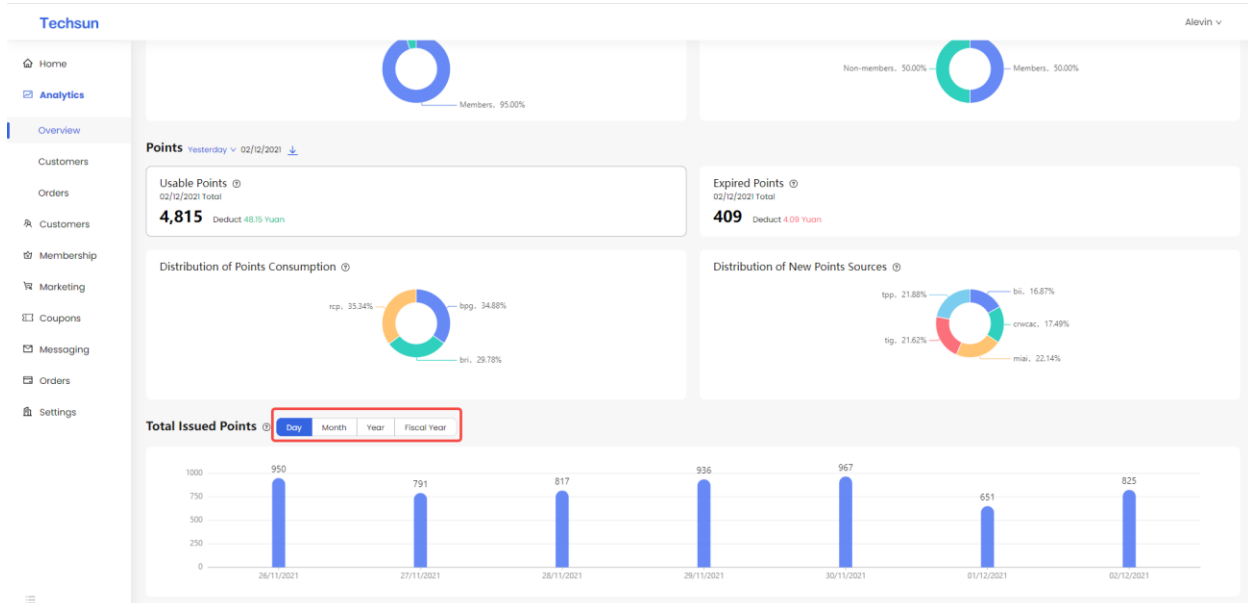 Techsun
Alevin
Home
Analytics
Overview
Customers
Orders
Customers
Membership
Marketing
Coupons
Messaging
Orders
Settings
Members, 95.00%
Non-members, 50.00%
Members, 50.00%
Points Yesterday 02/12/2021
Usable Points
02/12/2021 Total
4,815 Deduct 48.15 Yuan
Expired Points
02/12/2021 Total
409 Deduct 4.09 Yuan
Distribution of Points Consumption
rcp, 35.34%
bpg, 34.88%
bri, 29.78%
Distribution of New Points Sources
tpp, 21.88%
bii, 16.87%
crwcac, 17.49%
tig, 21.62%
miai, 22.14%
Total Issued Points Day Month Year Fiscal Year
1000
750
500
250
0
950
791
817
936
967
651
825
26/11/2021
27/11/2021
28/11/2021
29/11/2021
30/11/2021
01/12/2021
02/12/2021